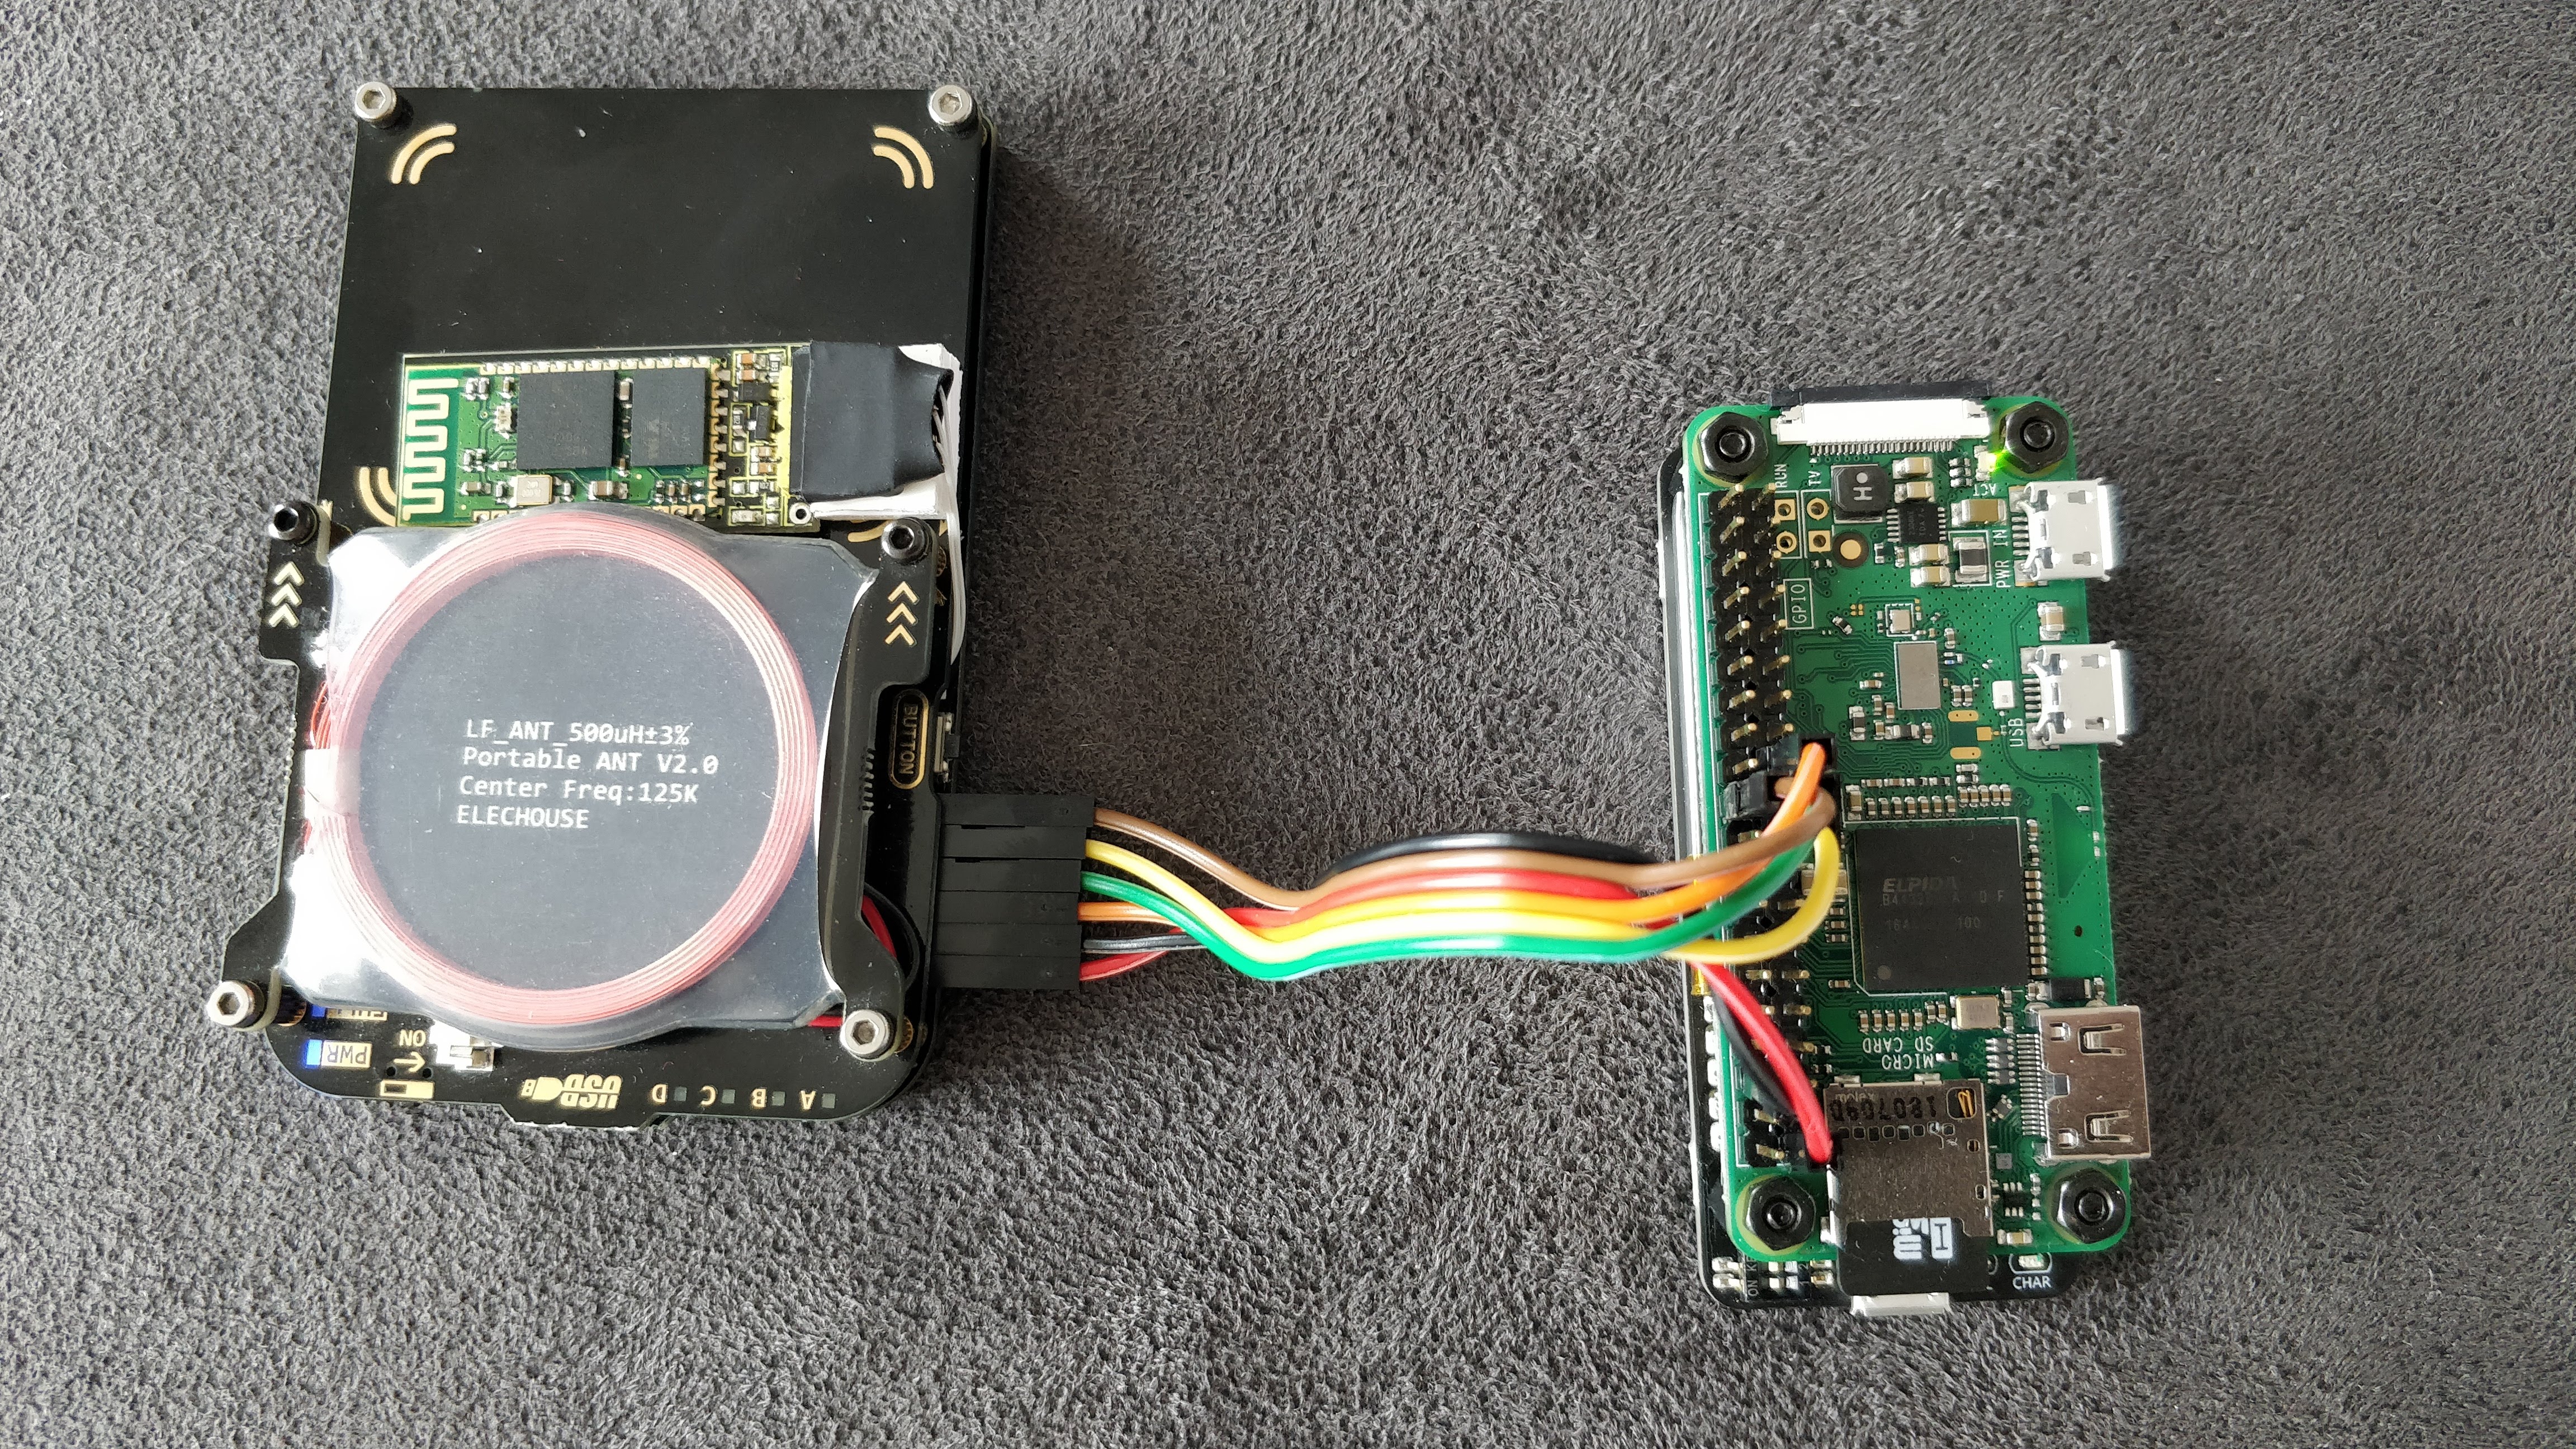 LF_ANT_500uH±3%
Portable ANT V2.0
Center Freq:125K
ELECHOUSE
BUTTON
PWR
ON
USB
A
B
C
D
RUN
TV
ACT
PWR IN
GPIO
USB
ELPIDA
MICRO
SD CARD
molex
CHAR